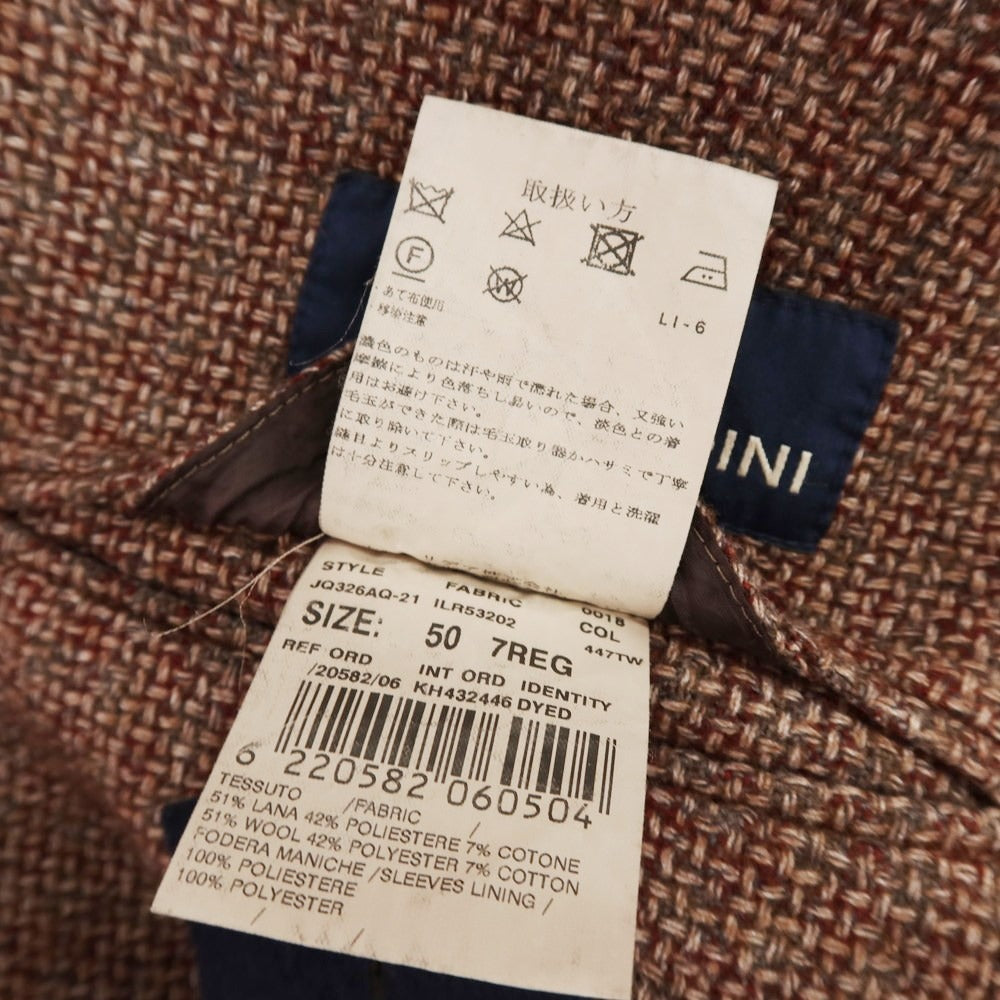 取扱い方
F
W
あて布使用
移染注意
LI-6
淡色のものは汗や雨で濡れた場合、又強い
摩擦により色落ちし易いので、淡色との着
用はお避け下さい。
毛玉ができた際は毛玉取り器かハサミで丁寧
に取り除いて下さい。
縫目よりスリップしやすい為、着用と洗濯
は十分注意して下さい。
INI
STYLE FABRIC 0018
JQ326AQ-21 ILR53202 COL
SIZE: 50 7REG 447TW
REF ORD INT ORD IDENTITY
/20582/06 KH432446 DYED
6 220582 060504
TESSUTO /FABRIC /
51% LANA 42% POLIESTERE 7% COTONE
51% WOOL 42% POLYESTER 7% COTTON
FODERA MANICHE /SLEEVES LINING /
100% POLIESTERE
100% POLYESTER